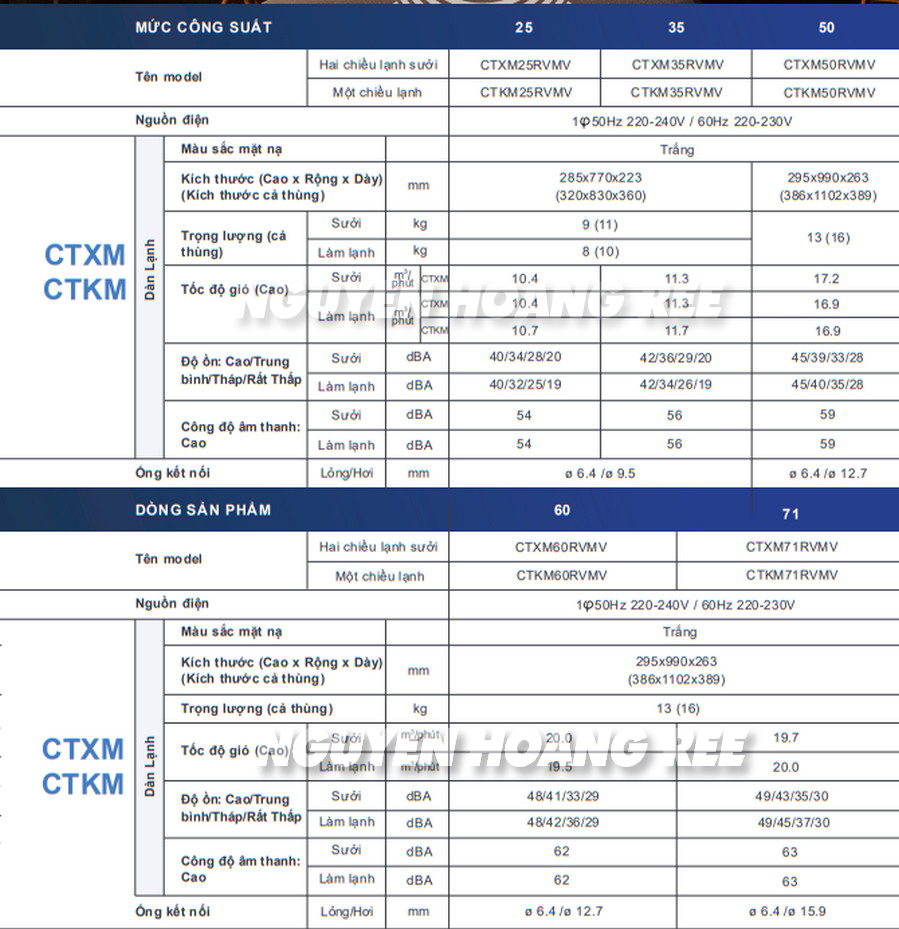 MỨC CÔNG SUẤT 25 35 50
Tên model
Hai chiều lạnh sưởi CTXM25RVMV CTXM35RVMV CTXM50RVMV
Một chiều lạnh CTKM25RVMV CTKM35RVMV CTKM50RVMV
Nguồn điện 1φ50Hz 220-240V / 60Hz 220-230V
CTXM
CTKM
Dàn Lạnh
Màu sắc mặt nạ Trắng
Kích thước (Cao x Rộng x Dày) mm 285x770x223 295x990x263
(Kích thước cả thùng) (320x830x360) (386x1102x389)
Trọng lượng (cả
thùng)
Sưởi kg 9 (11) 13 (16)
Làm lạnh kg 8 (10)
Tốc độ gió (Cao)
Sưởi m³/phút CTXM 10.4 11.3 17.2
Làm lạnh m³/phút CTXM 10.4 11.3 16.9
CTKM 10.7 11.7 16.9
NGUYEN HOANG REE
Độ ồn: Cao/Trung
bình/Tháp/Rất Thấp
Sưởi dBA 40/34/28/20 42/36/29/20 45/39/33/28
Làm lạnh dBA 40/32/25/19 42/34/26/19 45/40/35/28
Công độ âm thanh:
Cao
Sưởi dBA 54 56 59
Làm lạnh dBA 54 56 59
Ống kết nối Lỏng/Hơi mm ø 6.4 /ø 9.5 ø 6.4 /ø 12.7
DÒNG SẢN PHẨM 60 71
Tên model
Hai chiều lạnh sưởi CTXM60RVMV CTXM71RVMV
Một chiều lạnh CTKM60RVMV CTKM71RVMV
Nguồn điện 1φ50Hz 220-240V / 60Hz 220-230V
CTXM
CTKM
Dàn Lạnh
Màu sắc mặt nạ Trắng
Kích thước (Cao x Rộng x Dày) mm 295x990x263
(Kích thước cả thùng) (386x1102x389)
Trọng lượng (cả thùng) kg 13 (16)
Tốc độ gió (Cao)
Sưởi m³/phút 20.0 19.7
Làm lạnh m³/phút 19.5 20.0
NGUYEN HOANG REE
Độ ồn: Cao/Trung
bình/Tháp/Rất Thấp
Sưởi dBA 48/41/33/29 49/43/35/30
Làm lạnh dBA 48/42/36/29 49/45/37/30
Công độ âm thanh:
Cao
Sưởi dBA 62 63
Làm lạnh dBA 62 63
Ống kết nối Lỏng/Hơi mm ø 6.4 /ø 12.7 ø 6.4 /ø 15.9